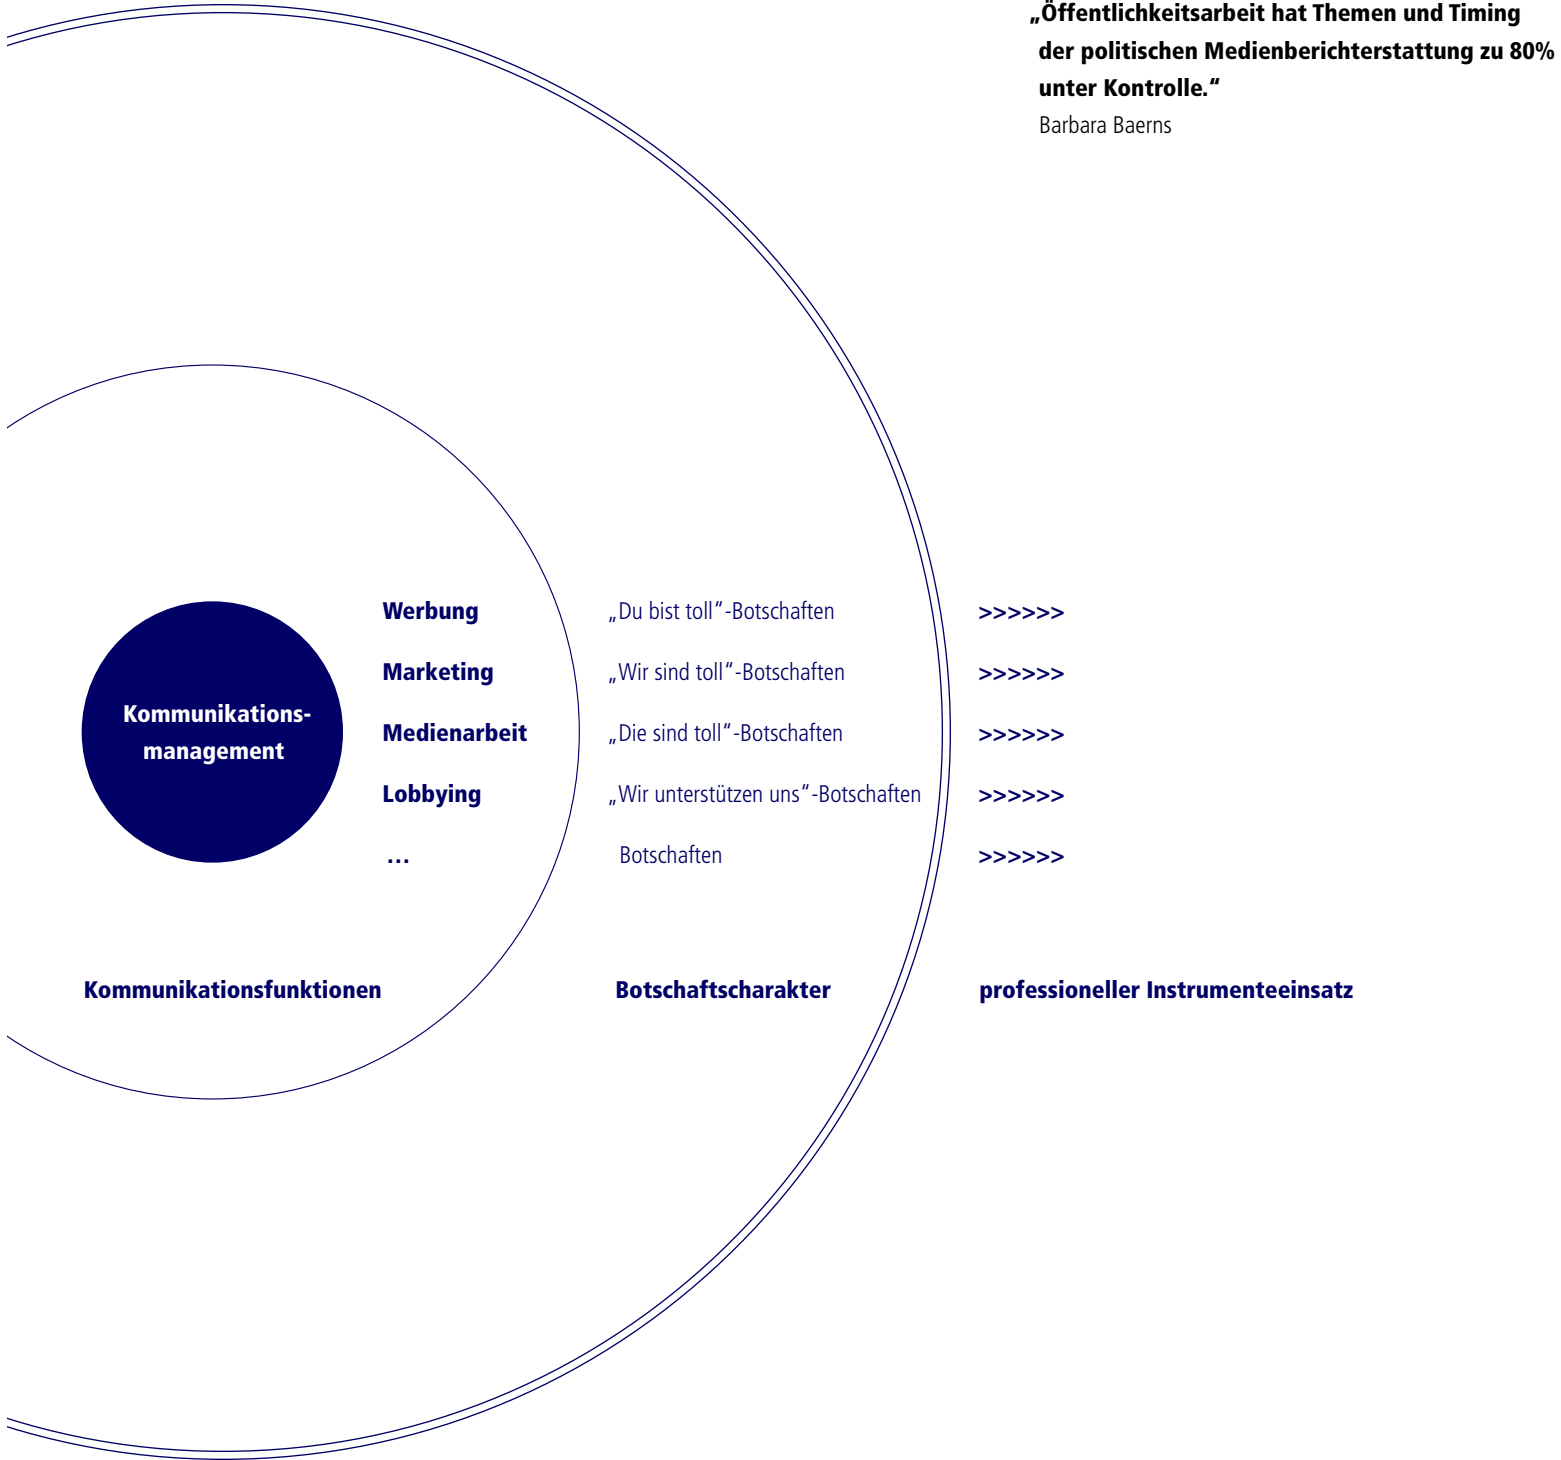 „Öffentlichkeitsarbeit hat Themen und Timing
der politischen Medienberichterstattung zu 80%
unter Kontrolle.“
Barbara Baerns
Kommunikations-
management
Werbung „Du bist toll“-Botschaften >>>>>>
Marketing „Wir sind toll“-Botschaften >>>>>>
Medienarbeit „Die sind toll“-Botschaften >>>>>>
Lobbying „Wir unterstützen uns“-Botschaften >>>>>>
... Botschaften >>>>>>
Kommunikationsfunktionen Botschaftscharakter professioneller Instrumenteeinsatz